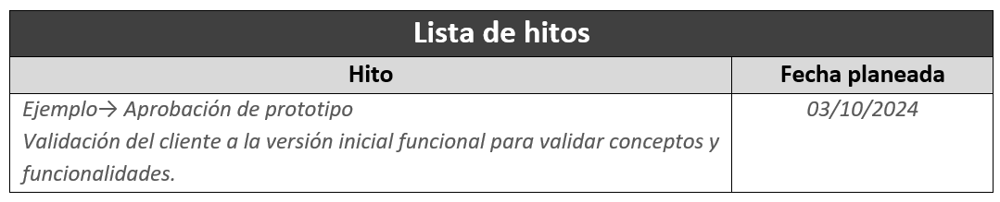 Lista de hitos
Hito Fecha planeada
Ejemplo→ Aprobación de prototipo 03/10/2024
Validación del cliente a la versión inicial funcional para validar conceptos y
funcionalidades.